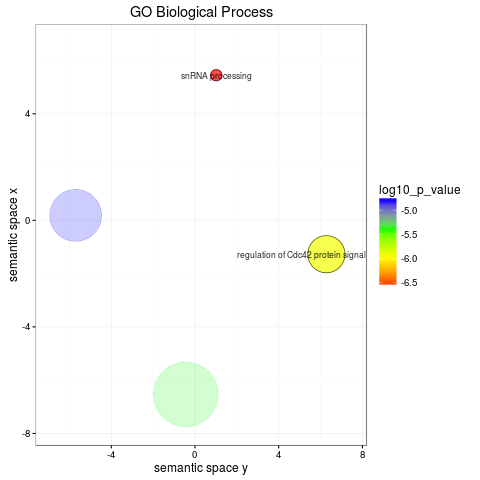 GO Biological Process
snRNA processing
regulation of Cdc42 protein signal
semantic space x
4
0
-4
-8
-4
0
4
8
semantic space y
log10_p_value
-5.0
-5.5
-6.0
-6.5